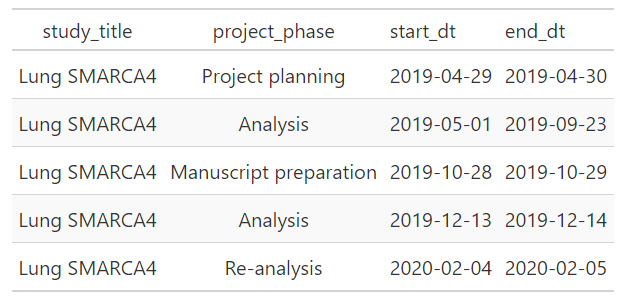 study_title project_phase start_dt end_dt
Lung SMARCA4 Project planning 2019-04-29 2019-04-30
Lung SMARCA4 Analysis 2019-05-01 2019-09-23
Lung SMARCA4 Manuscript preparation 2019-10-28 2019-10-29
Lung SMARCA4 Analysis 2019-12-13 2019-12-14
Lung SMARCA4 Re-analysis 2020-02-04 2020-02-05